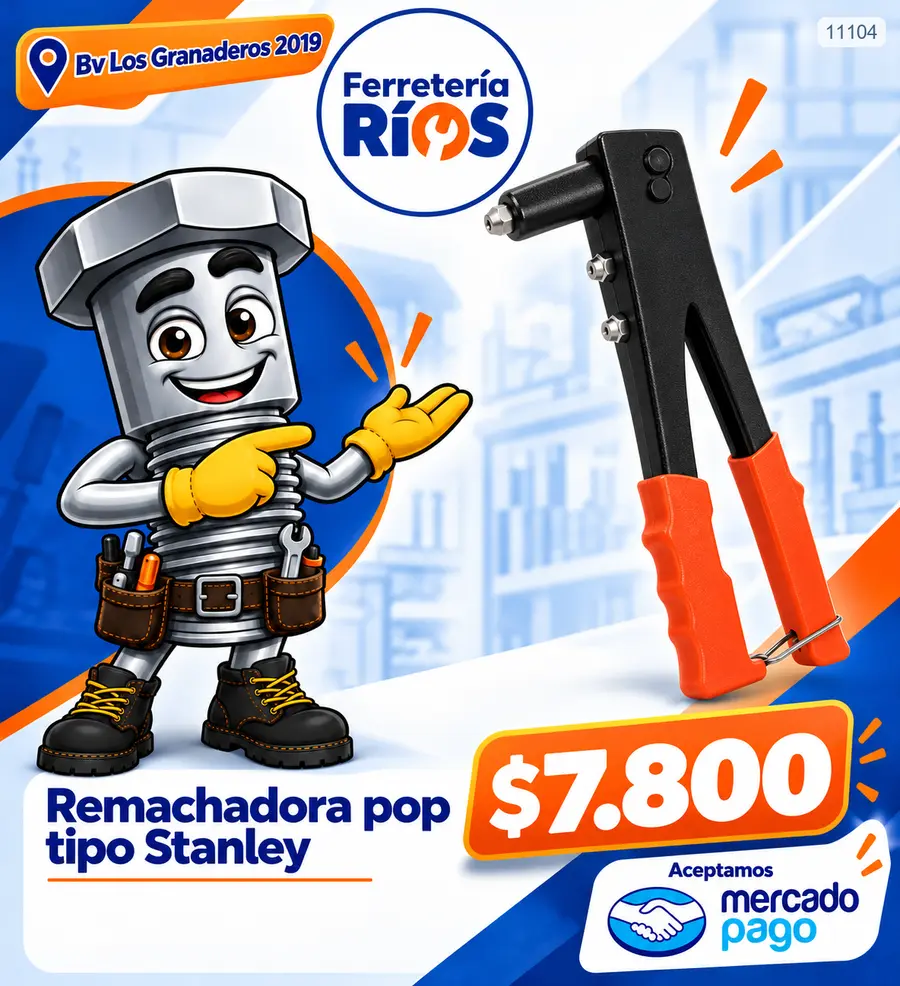 Bv Los Granaderos 2019
Ferretería
Ríos
11104
Remachadora pop
tipo Stanley
$7.800
Aceptamos
mercado
pago